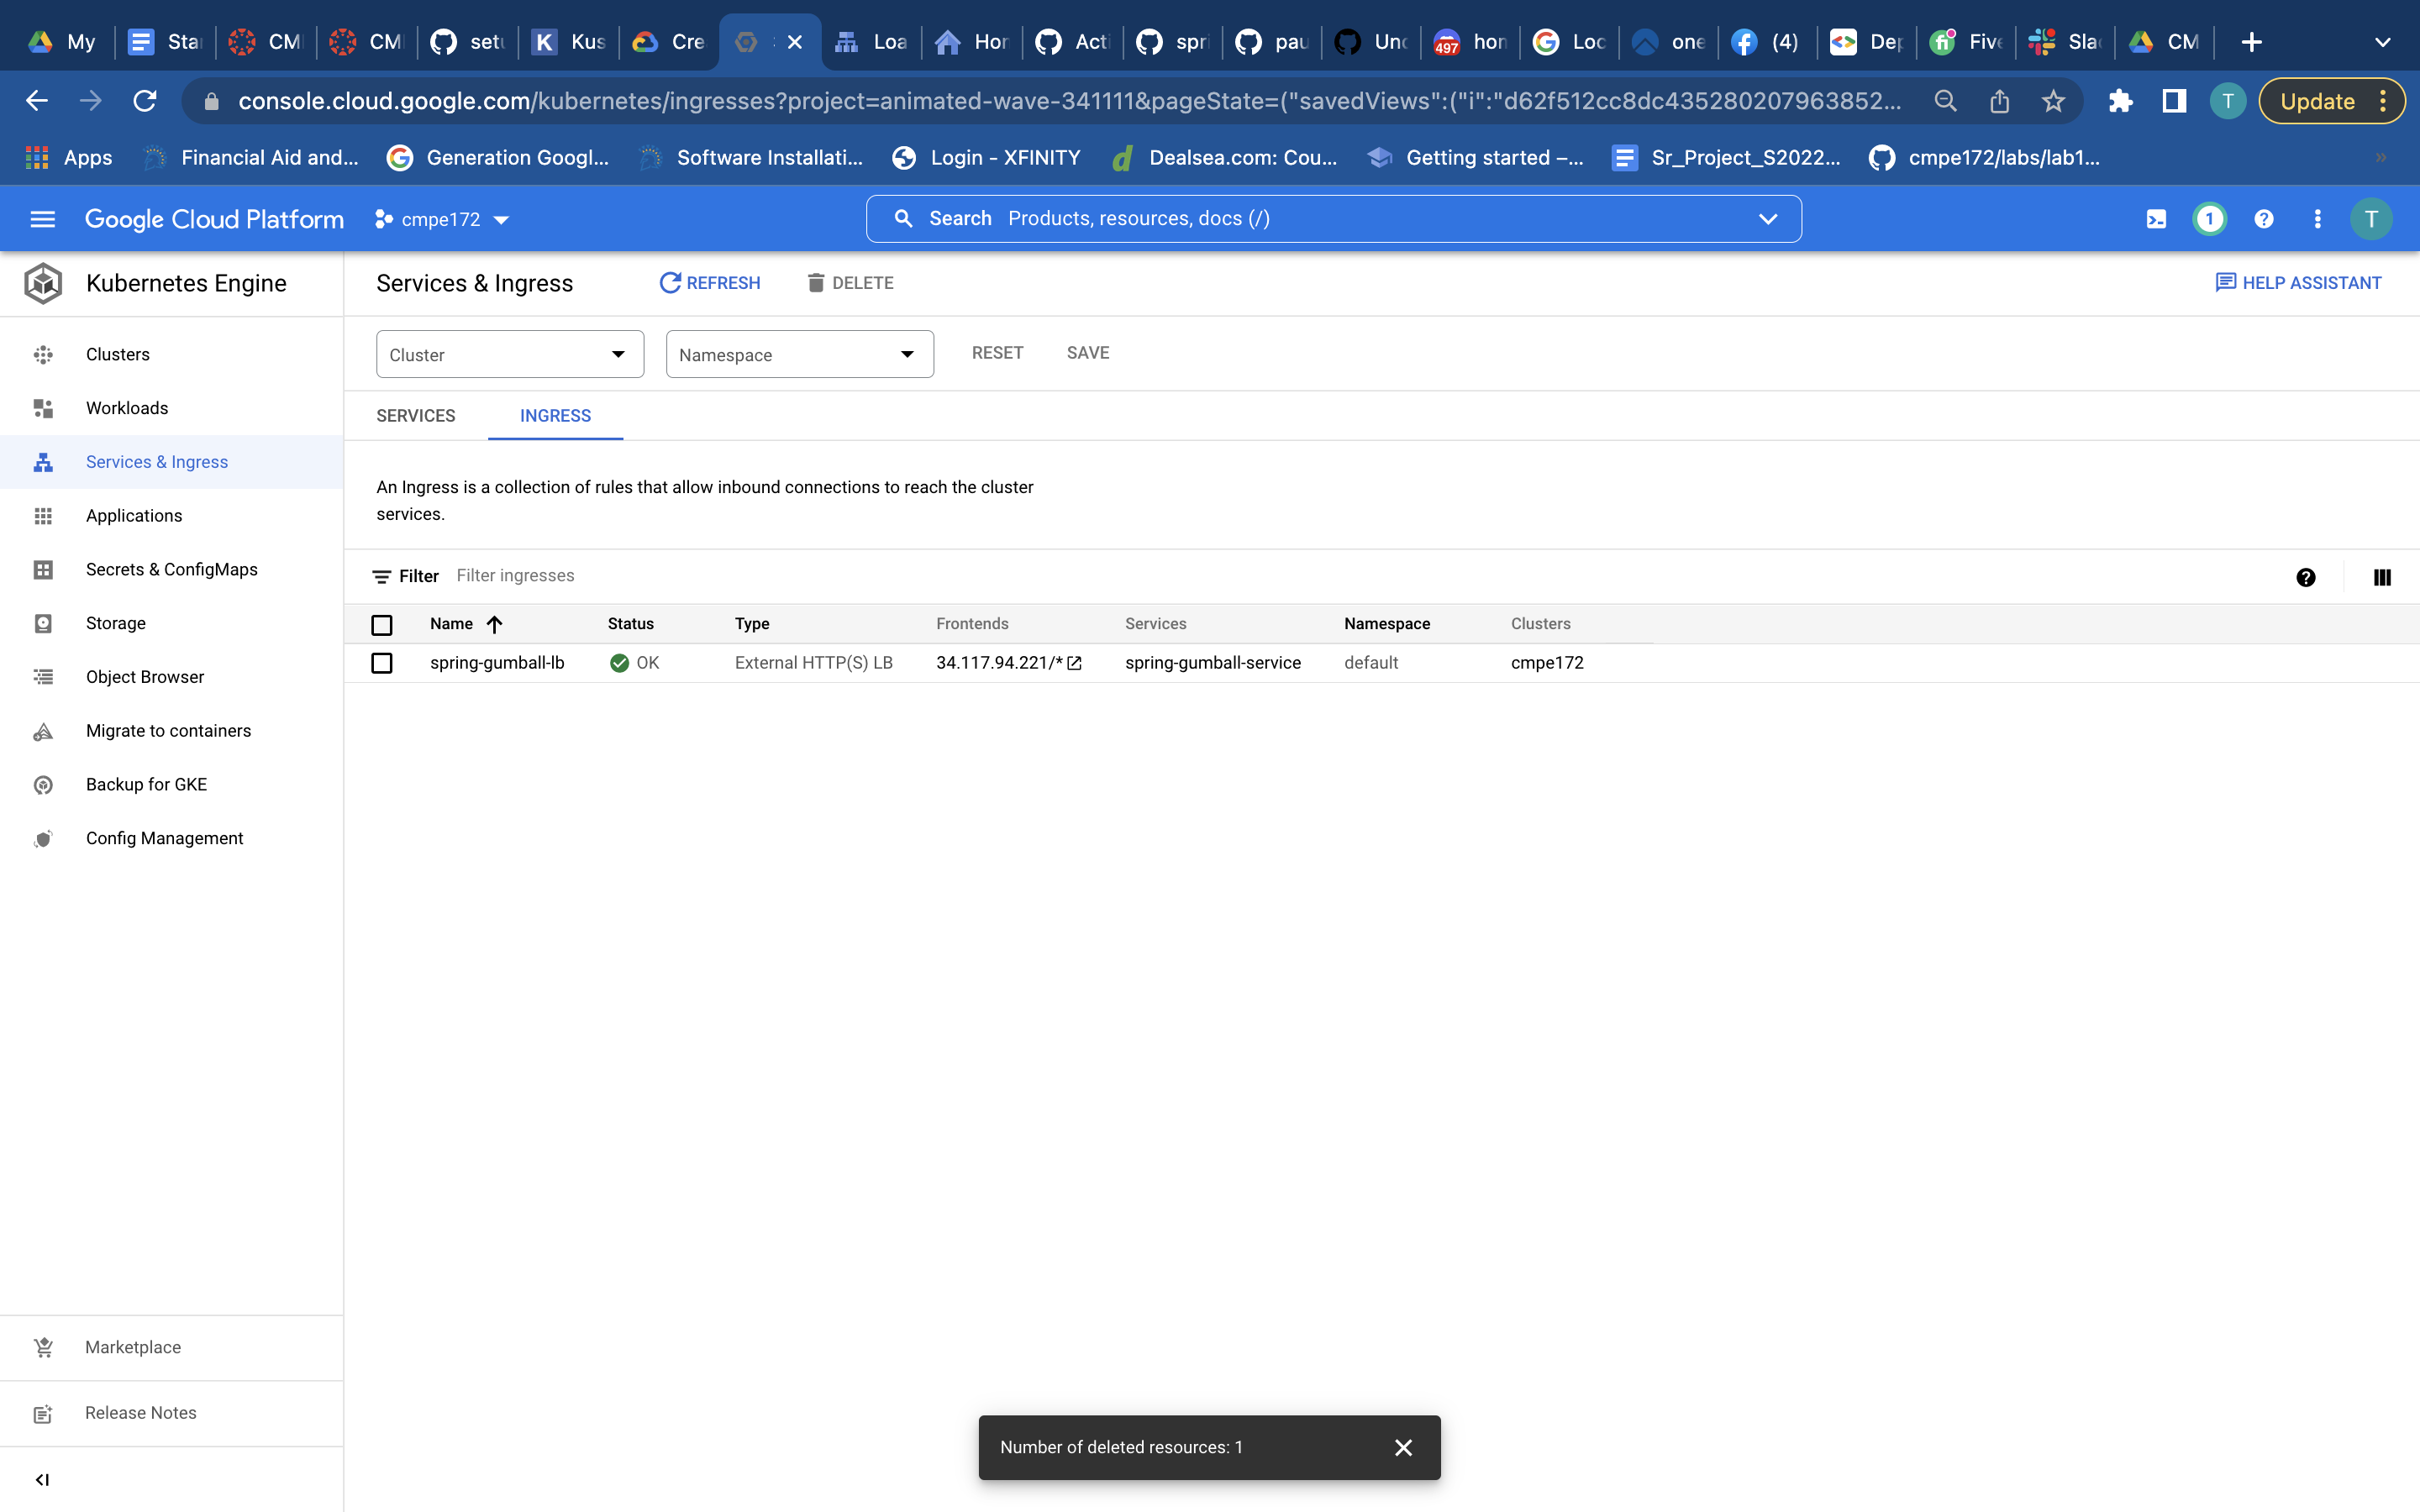 My
Sta
CM
CM
setu
Kus
Cre
Loa
Hor
Acti
spri
pau
Unc
497
hon
Loc
one
(4)
Dep
Five
Sla
CM
console.cloud.google.com/kubernetes/ingresses?project=animated-wave-341111&pageState=("savedViews":("i":"d62f512cc8dc435280207963852...
T
Update
Apps
Financial Aid and...
Generation Googl...
Software Installati...
Login - XFINITY
Dealsea.com: Cou...
Getting started –...
Sr_Project_S2022...
cmpe172/labs/lab1...
»
Google Cloud Platform
cmpe172
Search Products, resources, docs (/)
1
T
Kubernetes Engine
Services & Ingress
REFRESH
DELETE
HELP ASSISTANT
Clusters
Workloads
Services & Ingress
Applications
Secrets & ConfigMaps
Storage
Object Browser
Migrate to containers
Backup for GKE
Config Management
Marketplace
Release Notes
Cluster
Namespace
RESET
SAVE
SERVICES
INGRESS
An Ingress is a collection of rules that allow inbound connections to reach the cluster
services.
Filter Filter ingresses
Name Status Type Frontends Services Namespace Clusters
spring-gumball-lb OK External HTTP(S) LB 34.117.94.221/* spring-gumball-service default cmpe172
Number of deleted resources: 1